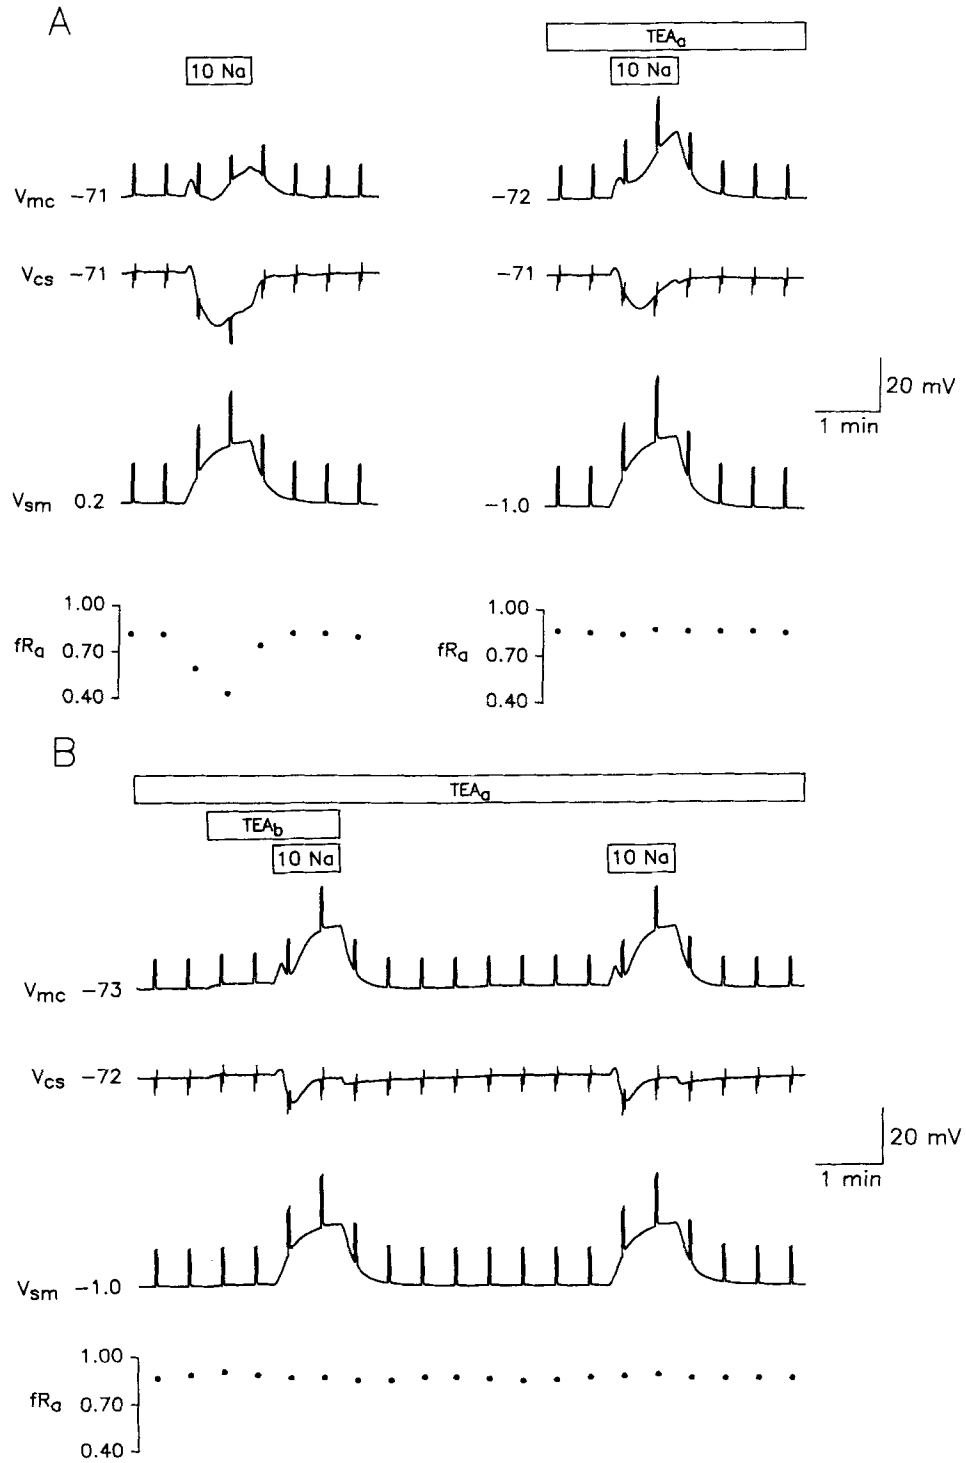 A
TEAa
10 Na
10 Na
Vmc -71
-72
Vcs -71
-71
20 mV
1 min
Vsm 0.2
-1.0
1.00
1.00
fRa 0.70
fRa 0.70
0.40
0.40
B
TEAa
TEAb
10 Na
10 Na
Vmc -73
Vcs -72
20 mV
1 min
Vsm -1.0
1.00
fRa 0.70
0.40